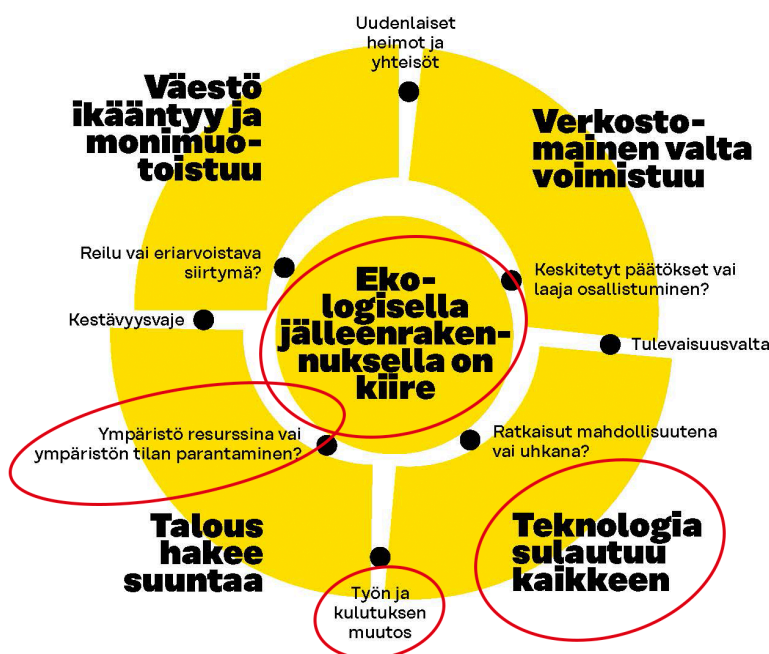 Uudenlaiset
heimot ja
yhteisöt
Väestö
ikääntyy ja
monimuo-
toistuu
Verkosto-
mainen valta
voimistuu
Reilu vai eriarvoistava
siirtymä?
Keskitetyt päätökset vai
laaja osallistuminen?
Eko-
logisella
jälleenraken-
nuksella on
kiire
Kestävyysvaje
Tulevaisuusvalta
Ympäristö resurssina vai
ympäristön tilan parantaminen?
Ratkaisut mahdollisuutena
vai uhkana?
Talous
hakee
suuntaa
Teknologia
sulautuu
kaikkeen
Työn ja
kulutuksen
muutos